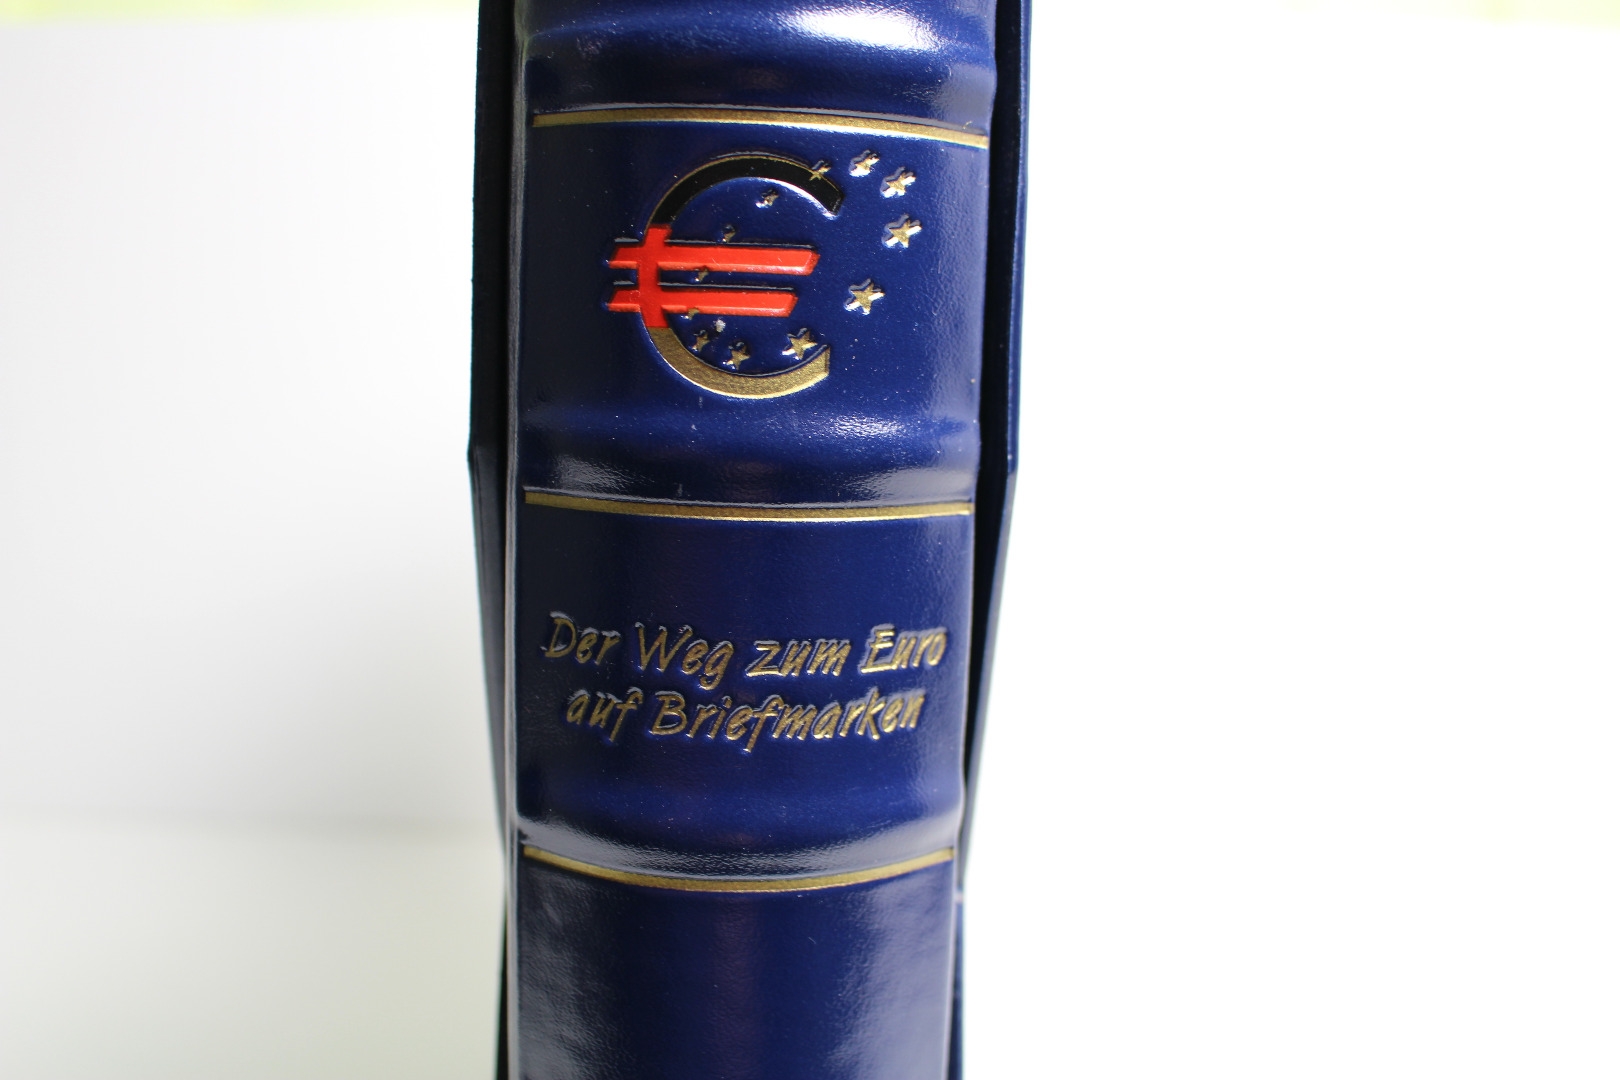 Der Weg zum Euro
auf Briefmarken